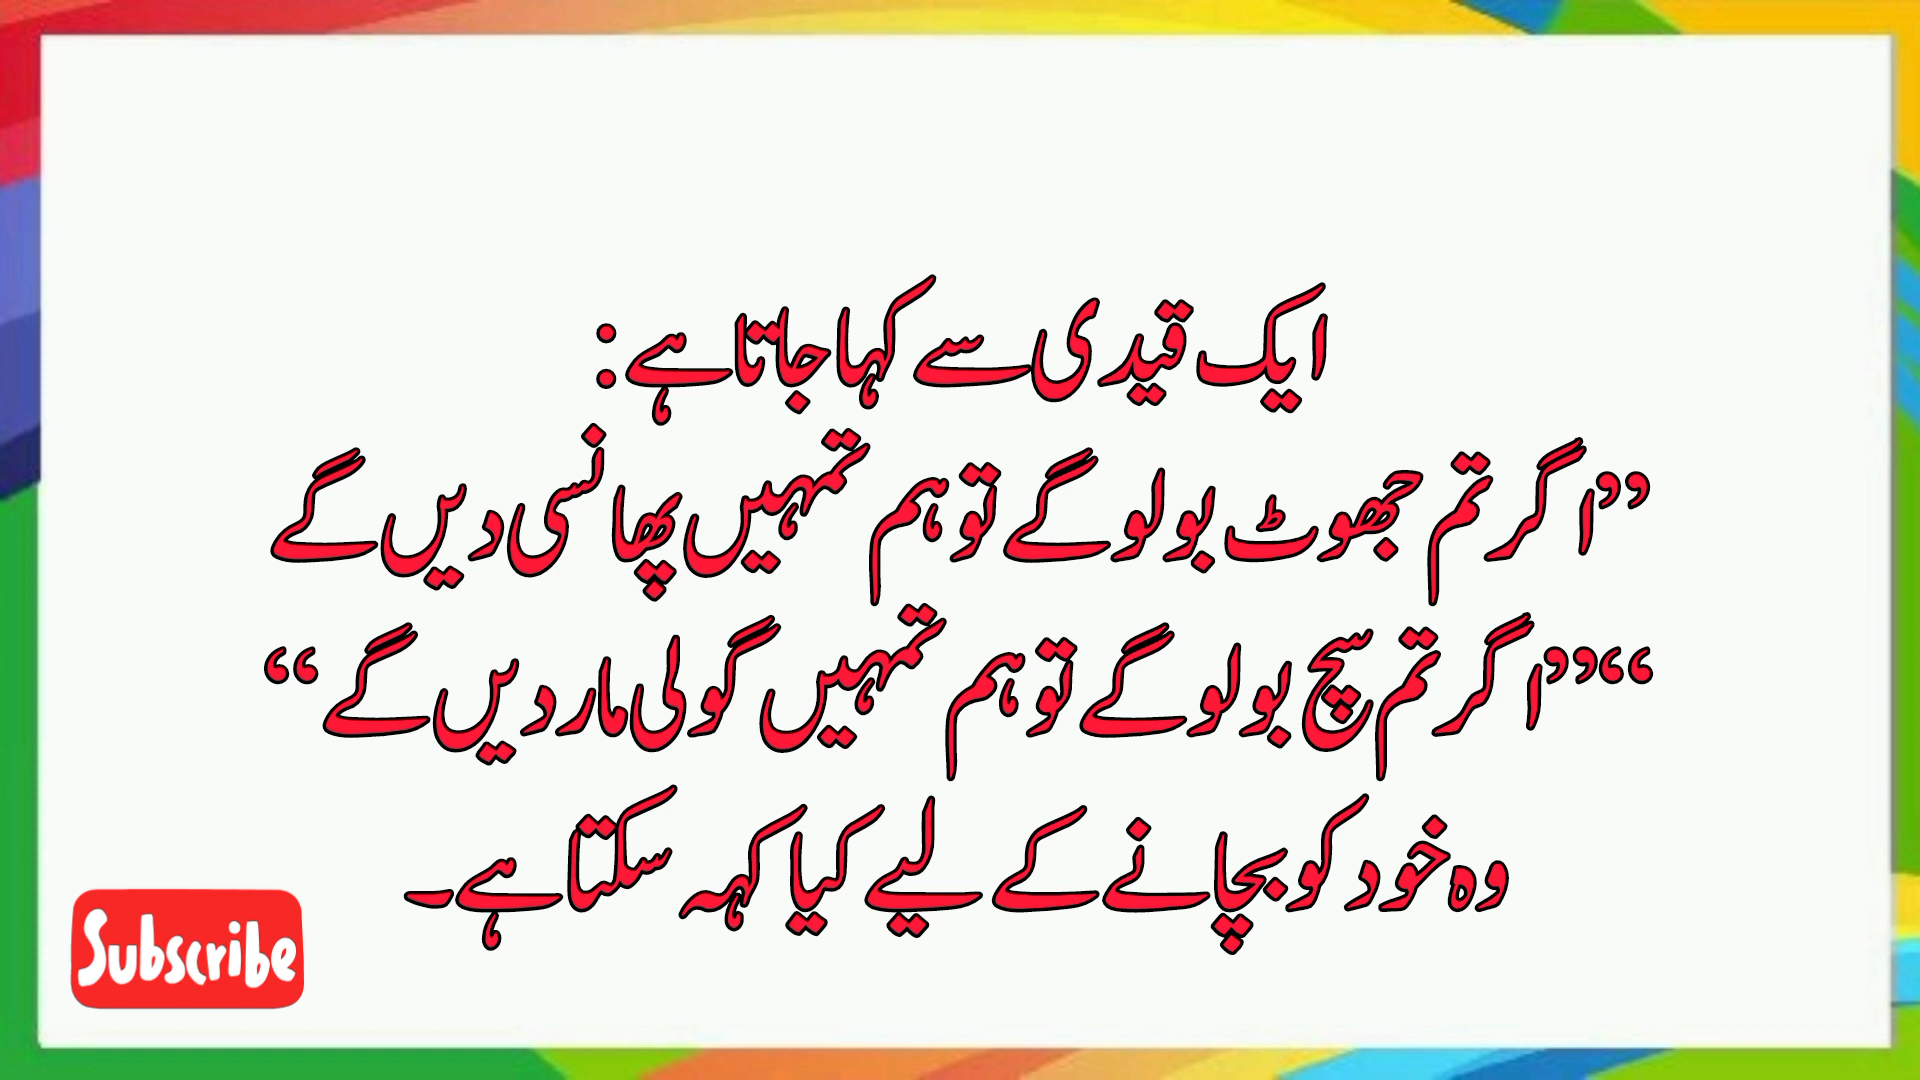 ایک قیدی سے کہا جاتا ہے:
”اگر تم جھوٹ بولو گے تو ہم تمہیں پھانسی دیں گے
“”اگر تم سچ بولو گے تو ہم تمہیں گولی مار دیں گے“
وہ خود کو بچانے کے لیے کیا کہہ سکتا ہے۔
Subscribe